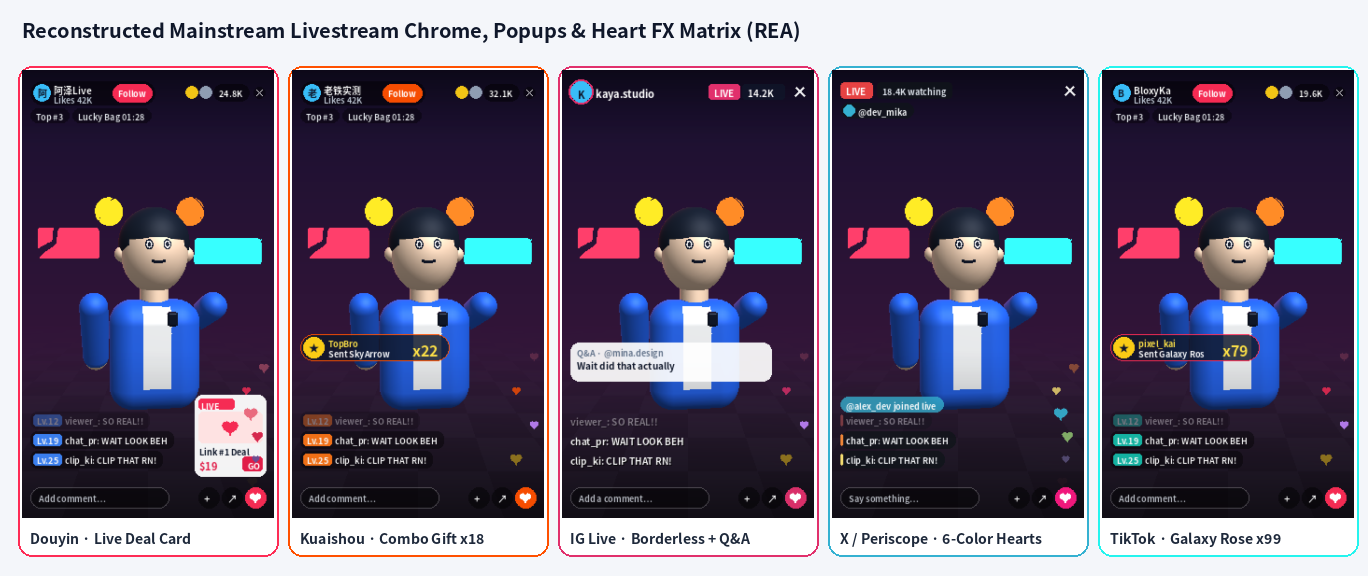 Reconstructed Mainstream Livestream Chrome, Popups & Heart FX Matrix (REA)
阿 阿泽Live
Likes 42K
Follow
24.8K ×
Top #3 Lucky Bag 01:28
Lv.12 viewer_: SO REAL!!
Lv.19 chat_pr: WAIT LOOK BEH
Lv.25 clip_ki: CLIP THAT RN!
LIVE
Link #1 Deal
$19 GO
Add comment...
Douyin · Live Deal Card
老 老铁实测
Likes 42K
Follow
32.1K ×
Top #3 Lucky Bag 01:28
TopBro
Sent SkyArrow
x22
Lv.12 viewer_: SO REAL!!
Lv.19 chat_pr: WAIT LOOK BEH
Lv.25 clip_ki: CLIP THAT RN!
Add comment...
Kuaishou · Combo Gift x18
K kaya.studio
LIVE 14.2K ×
Q&A · @mina.design
Wait did that actually
viewer_: SO REAL!!
chat_pr: WAIT LOOK BEH
clip_ki: CLIP THAT RN!
Add a comment...
IG Live · Borderless + Q&A
LIVE 18.4K watching ×
@dev_mika
@alex_dev joined live
viewer_: SO REAL!!
chat_pr: WAIT LOOK BEH
clip_ki: CLIP THAT RN!
Say something...
X / Periscope · 6-Color Hearts
B BloxyKa
Likes 42K
Follow
19.6K ×
Top #3 Lucky Bag 01:28
pixel_kai
Sent Galaxy Ros
x79
Lv.12 viewer_: SO REAL!!
Lv.19 chat_pr: WAIT LOOK BEH
Lv.25 clip_ki: CLIP THAT RN!
Add comment...
TikTok · Galaxy Rose x99